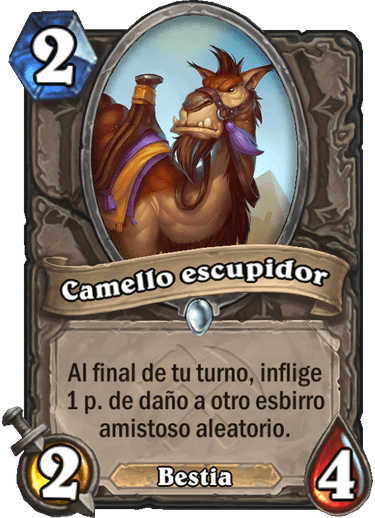 2
Camello escupidor
Al final de tu turno, inflige
1 p. de daño a otro esbirro
amistoso aleatorio.
2
Bestia
4